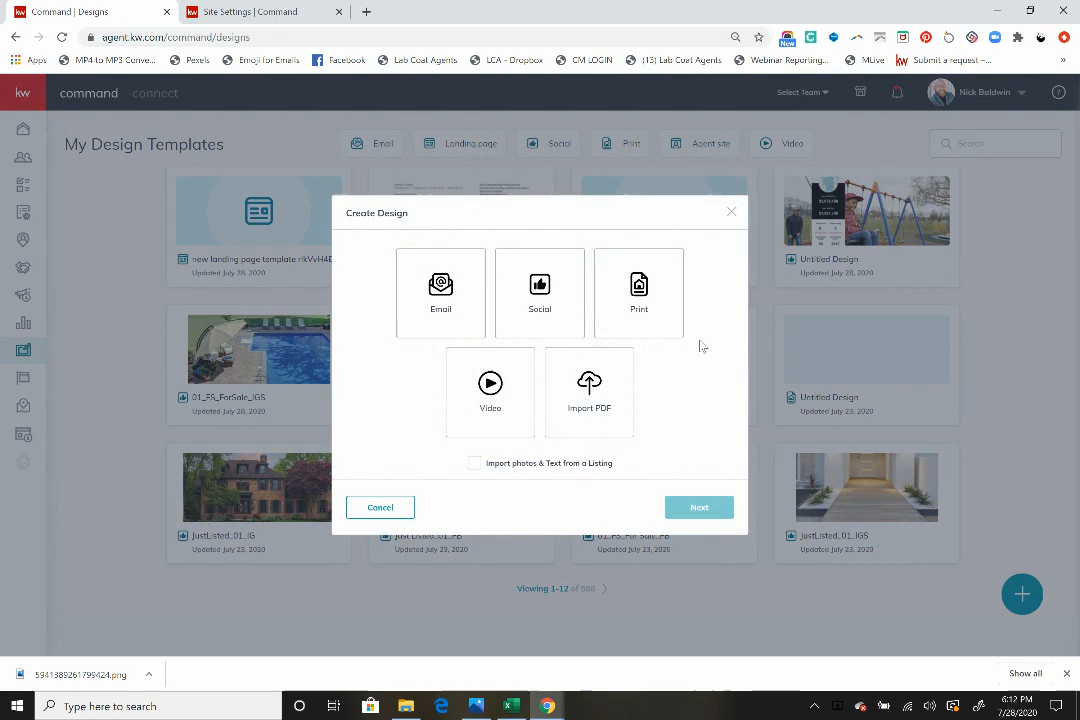 Command | Designs
Site Settings | Command
agent.kw.com/command/designs
New
Apps
MP4 to MP3 Conve...
Pexels
Emoji for Emails
Facebook
Lab Coat Agents
LCA - Dropbox
CM LOGIN
(13) Lab Coat Agents
Webinar Reporting...
MLive
Submit a request –...
kw
command
connect
Select Team
Nick Baldwin
My Design Templates
Email
Landing page
Social
Print
Agent site
Video
Search
Create Design
Email
Social
Print
Video
Import PDF
Import photos & Text from a Listing
Cancel
Next
new landing page template
Updated July 28, 2020
Untitled Design
Updated July 28, 2020
01_FS_ForSale_IGS
Updated July 28, 2020
Untitled Design
Updated July 23, 2020
JustListed_01_IG
Updated July 23, 2020
Just Listed_01_FB
Updated July 23, 2020
01_FS_For Sale_FB
Updated July 23, 2020
JustListed_01_IGS
Updated July 23, 2020
Viewing 1-12 of 556
5941389261799424.png
Show all
Type here to search
6:12 PM
7/28/2020